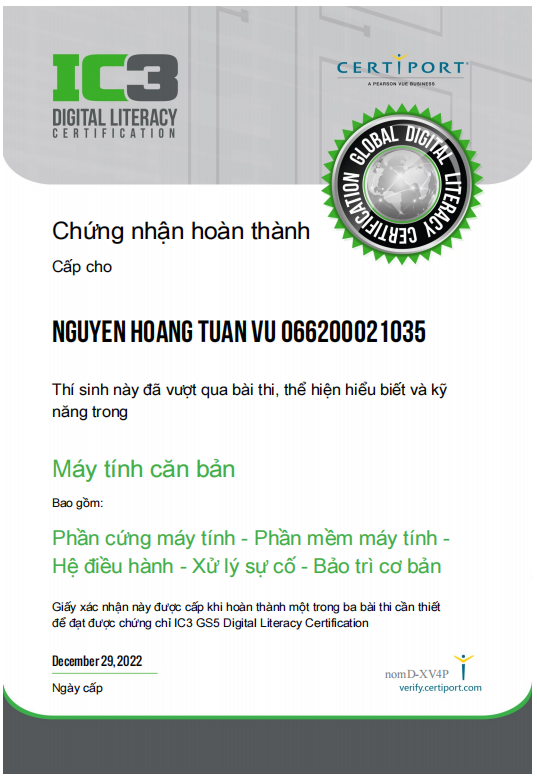 IC3
DIGITAL LITERACY
CERTIFICATION
CERTIPORT
A PEARSON VUE BUSINESS
GLOBAL DIGITAL LITERACY CERTIFICATION
Chứng nhận hoàn thành
Cấp cho
NGUYEN HOANG TUAN VU 066200021035
Thí sinh này đã vượt qua bài thi, thể hiện hiểu biết và kỹ
năng trong
Máy tính căn bản
Bao gồm:
Phần cứng máy tính - Phần mềm máy tính -
Hệ điều hành - Xử lý sự cố - Bảo trì cơ bản
Giấy xác nhận này được cấp khi hoàn thành một trong ba bài thi cần thiết
để đạt được chứng chỉ IC3 GS5 Digital Literacy Certification
December 29, 2022
Ngày cấp
nomD-XV4P
verify.certiport.com